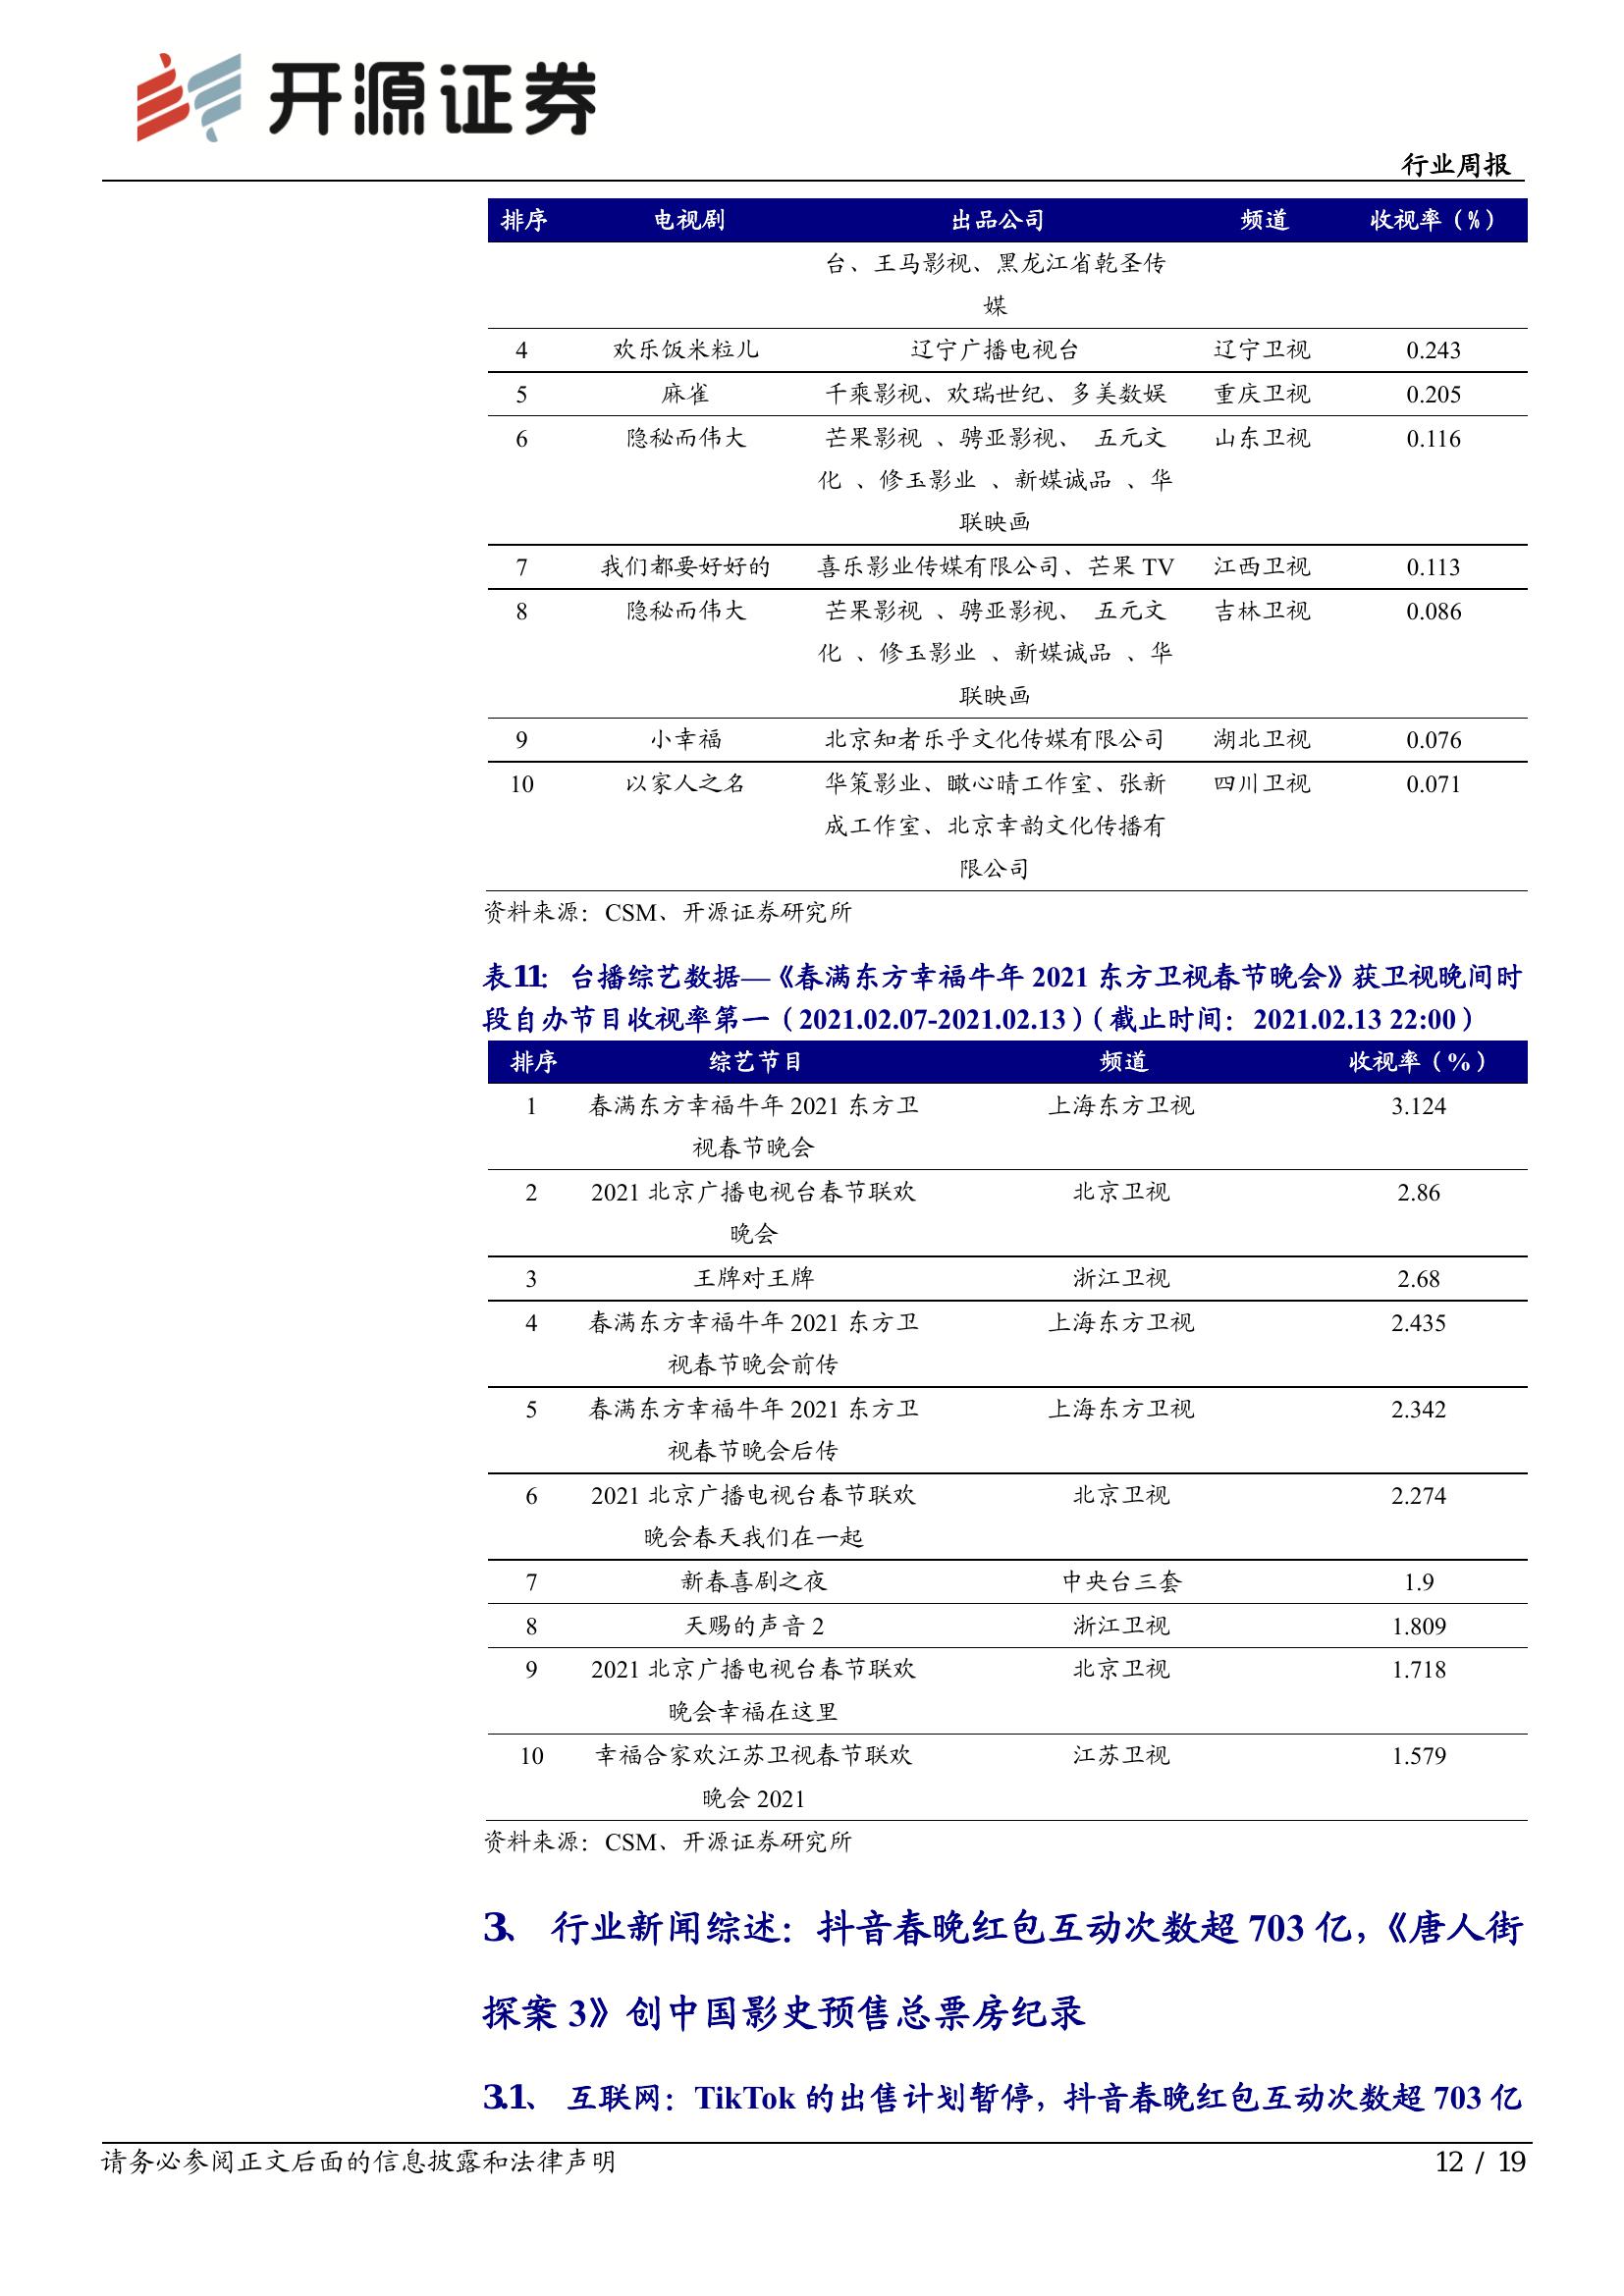 开源证券
行业周报
排序 电视剧 出品公司 频道 收视率（%）
台、王马影视、黑龙江省乾圣传
媒
4 欢乐饭米粒儿 辽宁广播电视台 辽宁卫视 0.243
5 麻雀 千乘影视、欢瑞世纪、多美数娱 重庆卫视 0.205
6 隐秘而伟大 芒果影视 、骋亚影视、 五元文 山东卫视 0.116
化 、修玉影业 、新媒诚品 、华
联映画
7 我们都要好好的 喜乐影业传媒有限公司、芒果 TV 江西卫视 0.113
8 隐秘而伟大 芒果影视 、骋亚影视、 五元文 吉林卫视 0.086
化 、修玉影业 、新媒诚品 、华
联映画
9 小幸福 北京知者乐乎文化传媒有限公司 湖北卫视 0.076
10 以家人之名 华策影业、瞰心晴工作室、张新 四川卫视 0.071
成工作室、北京幸韵文化传播有
限公司
资料来源：CSM、开源证券研究所
表11： 台播综艺数据—《春满东方幸福牛年 2021 东方卫视春节晚会》获卫视晚间时
段自办节目收视率第一（2021.02.07-2021.02.13）（截止时间：2021.02.13 22:00）
排序 综艺节目 频道 收视率（%）
1 春满东方幸福牛年 2021 东方卫 上海东方卫视 3.124
视春节晚会
2 2021 北京广播电视台春节联欢 北京卫视 2.86
晚会
3 王牌对王牌 浙江卫视 2.68
4 春满东方幸福牛年 2021 东方卫 上海东方卫视 2.435
视春节晚会前传
5 春满东方幸福牛年 2021 东方卫 上海东方卫视 2.342
视春节晚会后传
6 2021 北京广播电视台春节联欢 北京卫视 2.274
晚会春天我们在一起
7 新春喜剧之夜 中央台三套 1.9
8 天赐的声音 2 浙江卫视 1.809
9 2021 北京广播电视台春节联欢 北京卫视 1.718
晚会幸福在这里
10 幸福合家欢江苏卫视春节联欢 江苏卫视 1.579
晚会 2021
资料来源：CSM、开源证券研究所
3、 行业新闻综述：抖音春晚红包互动次数超 703 亿，《唐人街
探案 3》创中国影史预售总票房纪录
3.1、 互联网：TikTok 的出售计划暂停，抖音春晚红包互动次数超 703 亿
请务必参阅正文后面的信息披露和法律声明 12 / 19